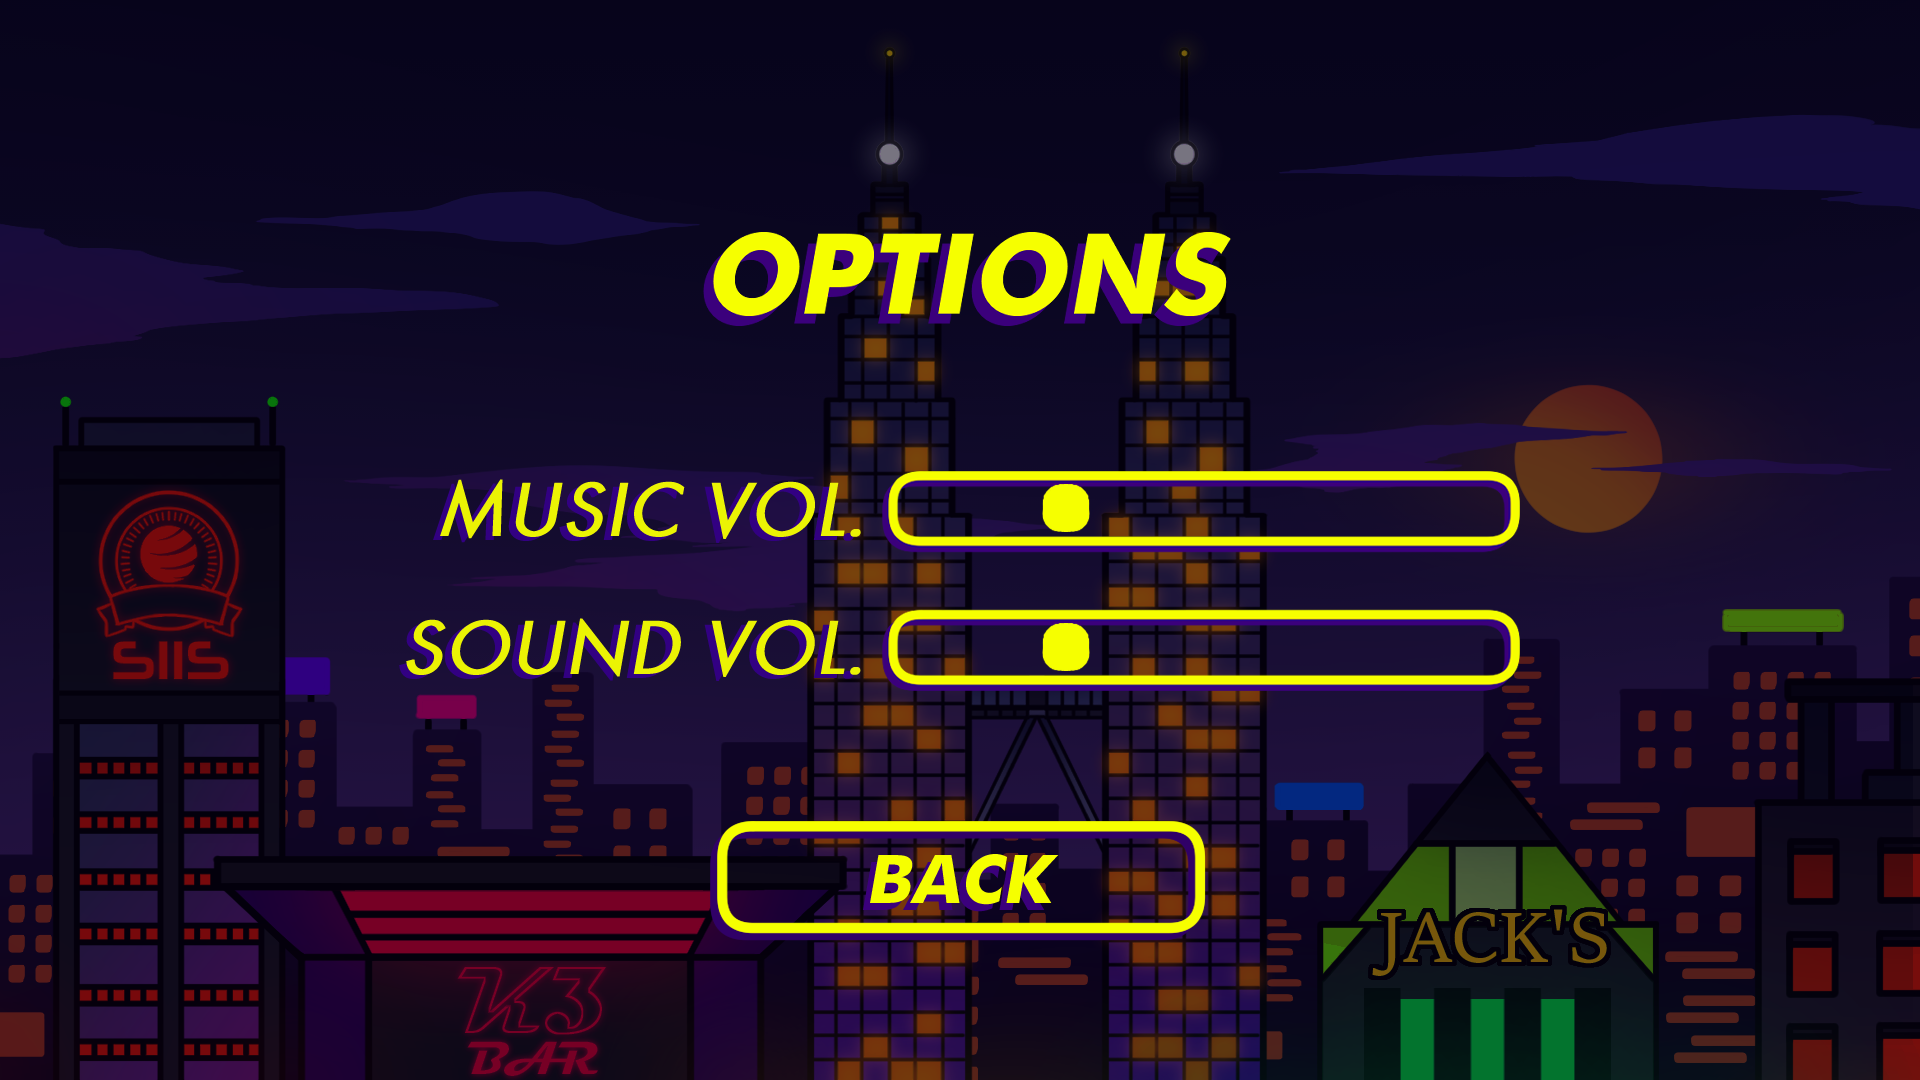 OPTIONS
MUSIC VOL.
SOUND VOL.
BACK
SIIS
JACK'S
K3
BAR